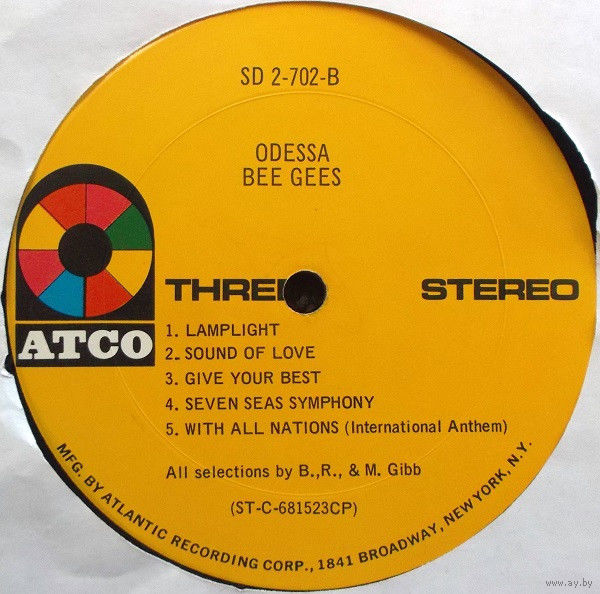 SD 2-702-B
ODESSA
BEE GEES
THREE STEREO
ATCO
1. LAMPLIGHT
2. SOUND OF LOVE
3. GIVE YOUR BEST
4. SEVEN SEAS SYMPHONY
5. WITH ALL NATIONS (International Anthem)
All selections by B.,R., & M. Gibb
(ST-C-681523CP)
MFG. BY ATLANTIC RECORDING CORP., 1841 BROADWAY, NEW YORK, N.Y.
www.ay.by